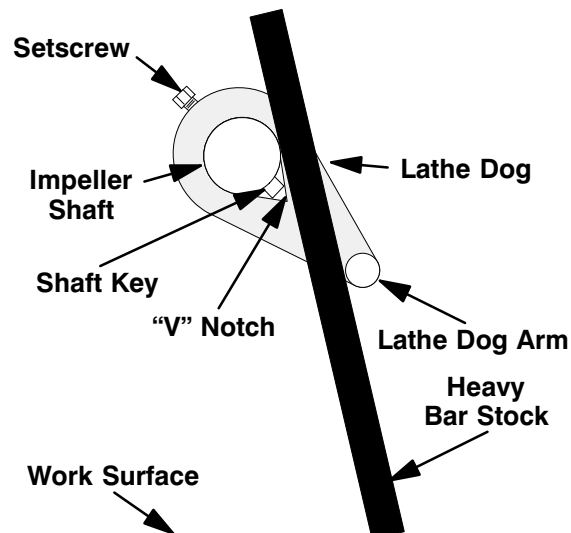 Setscrew
Lathe Dog
Impeller
Shaft
Shaft Key
“V” Notch
Lathe Dog Arm
Heavy
Bar Stock
Work Surface